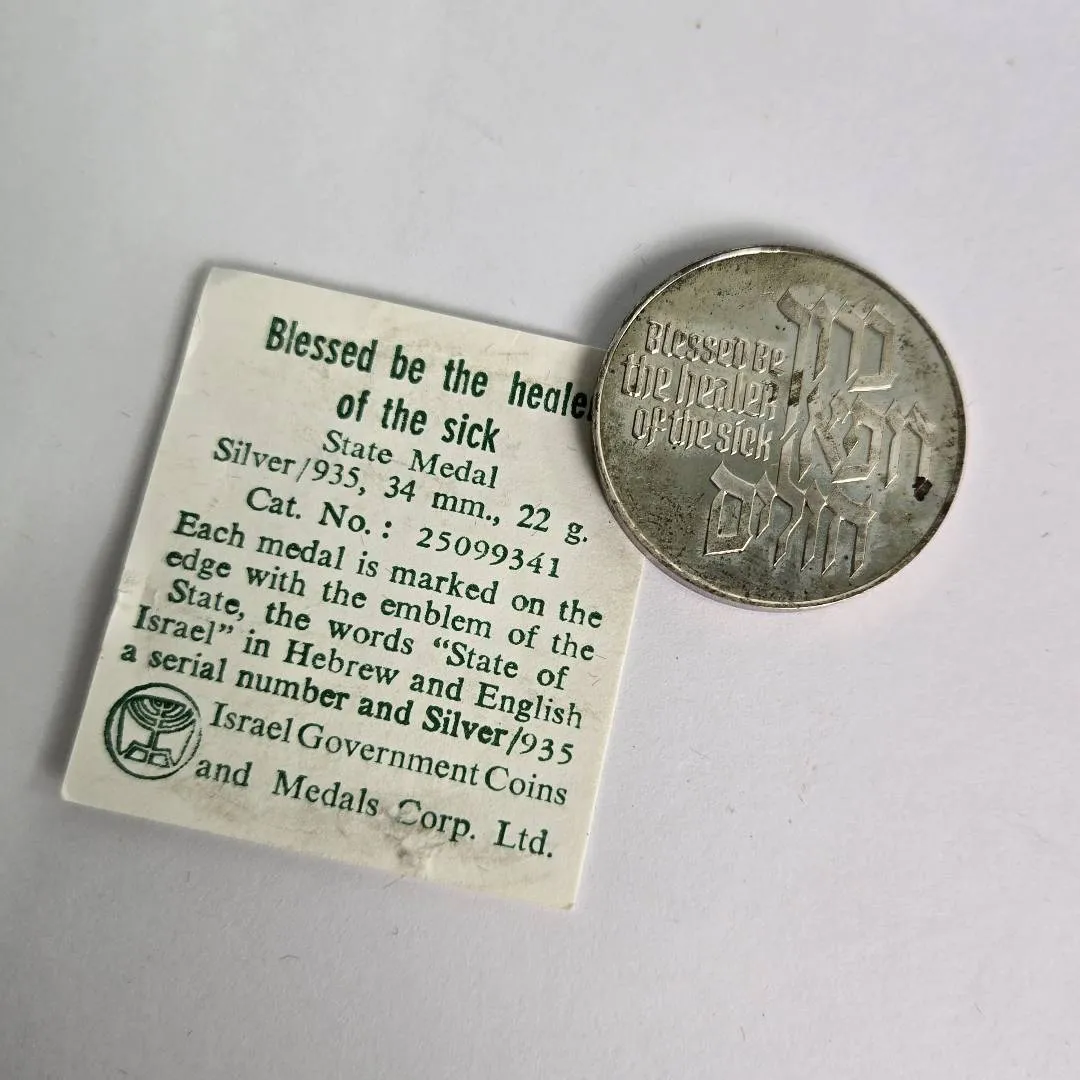 Blessed be the heale
of the sick
State Medal
Silver/935, 34 mm., 22 g.
Cat. No.: 25099341
Each medal is marked on the
edge with the emblem of the
State, the words “State of
Israel” in Hebrew and English
a serial number and Silver/935
Israel Government Coins
and Medals Corp. Ltd.
Blessed Be
the healer
of the sick
ברוך
רופא
חולים